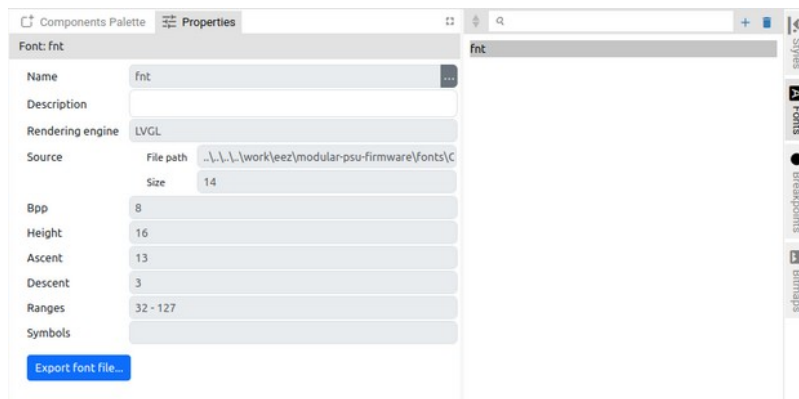 Components Palette
Properties
Font: fnt
fnt
Name
fnt
...
Description
Rendering engine
LVGL
Source
File path
..\..\..\..\work\eez\modular-psu-firmware\fonts\C
Size
14
Bpp
8
Height
16
Ascent
13
Descent
3
Ranges
32 - 127
Symbols
Export font file...
Styles
Fonts
Breakpoints
Bitmaps